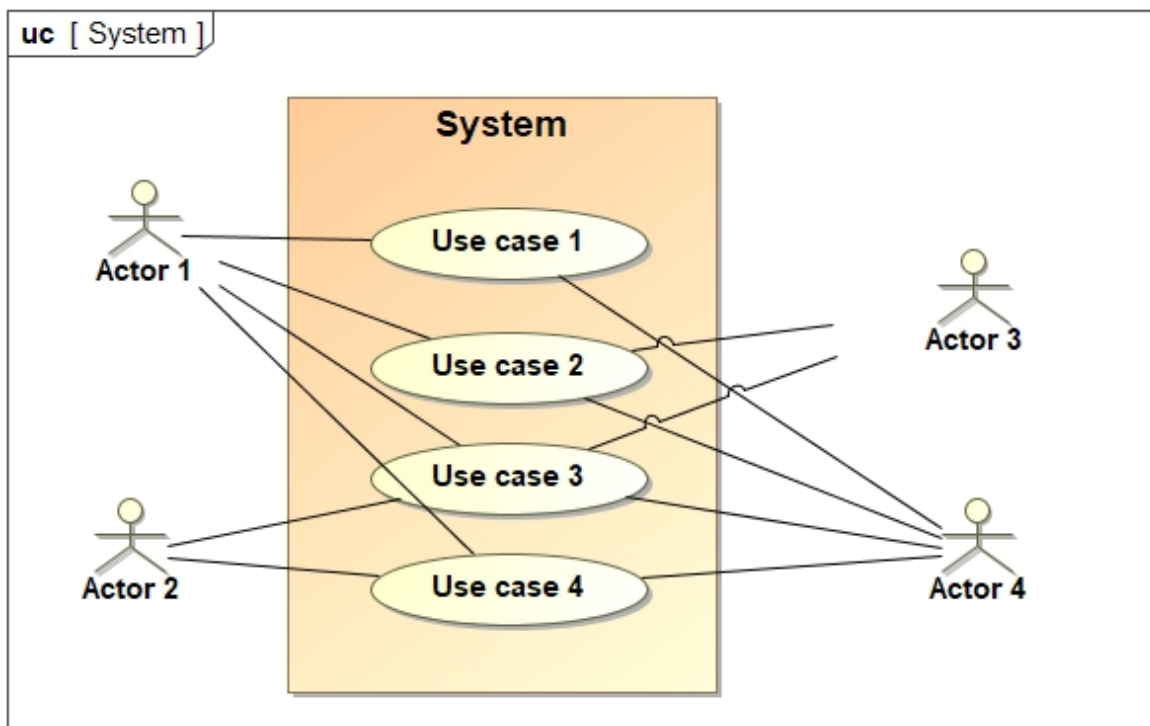 uc [ System ]
System
Actor 1
Use case 1
Use case 2
Actor 3
Use case 3
Actor 2
Use case 4
Actor 4